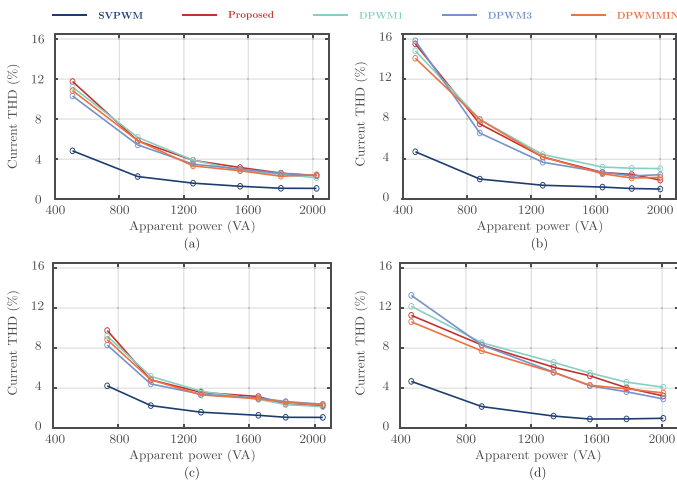 SVPWM Proposed DPWM1 DPWM3 DPWMMIN
16 12 8 4 0
Current THD (%)
400 800 1200 1600 2000
Apparent power (VA)
(a)
16 12 8 4 0
Current THD (%)
400 800 1200 1600 2000
Apparent power (VA)
(b)
16 12 8 4 0
Current THD (%)
400 800 1200 1600 2000
Apparent power (VA)
(c)
16 12 8 4 0
Current THD (%)
400 800 1200 1600 2000
Apparent power (VA)
(d)